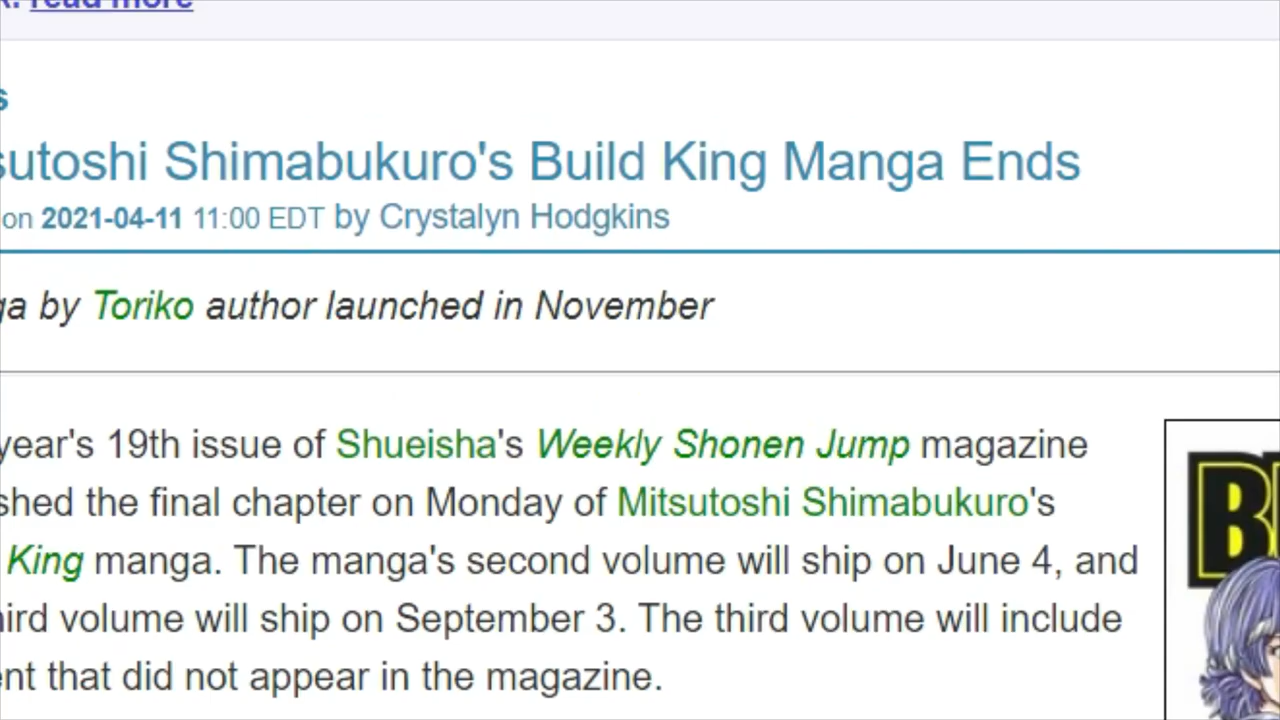 read more
sutoshi Shimabukuro's Build King Manga Ends
on 2021-04-11 11:00 EDT by Crystalyn Hodgkins
ga by Toriko author launched in November
year's 19th issue of Shueisha's Weekly Shonen Jump magazine
shed the final chapter on Monday of Mitsutoshi Shimabukuro's
King manga. The manga's second volume will ship on June 4, and
ird volume will ship on September 3. The third volume will include
ent that did not appear in the magazine.